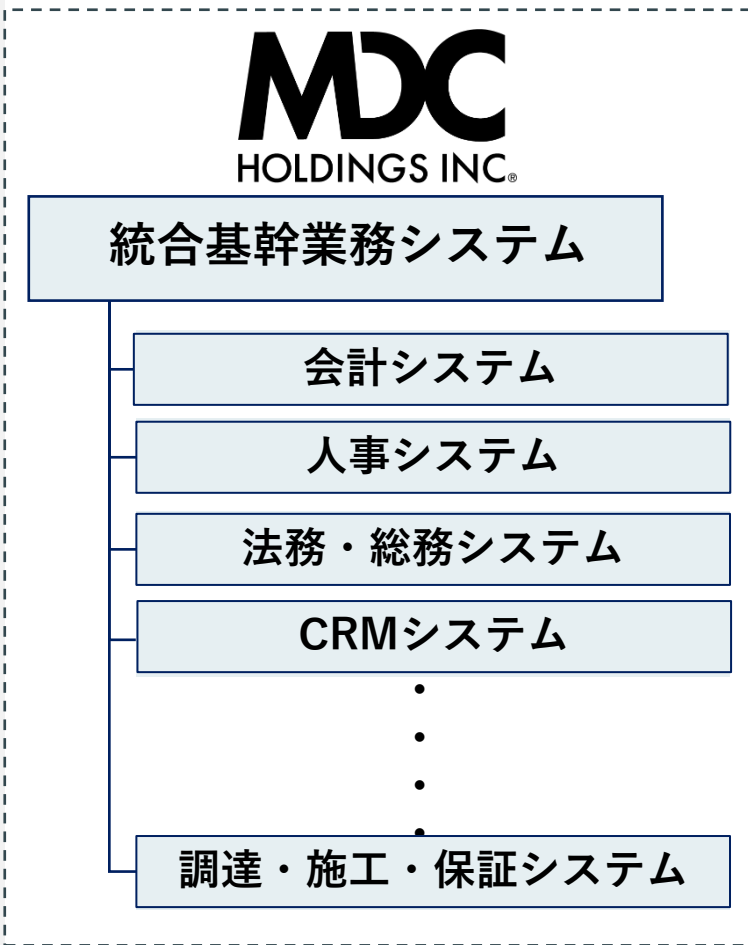 MDC
HOLDINGS INC.®
統合基幹業務システム
会計システム
人事システム
法務・総務システム
CRMシステム
・
・
・
・
調達・施工・保証システム